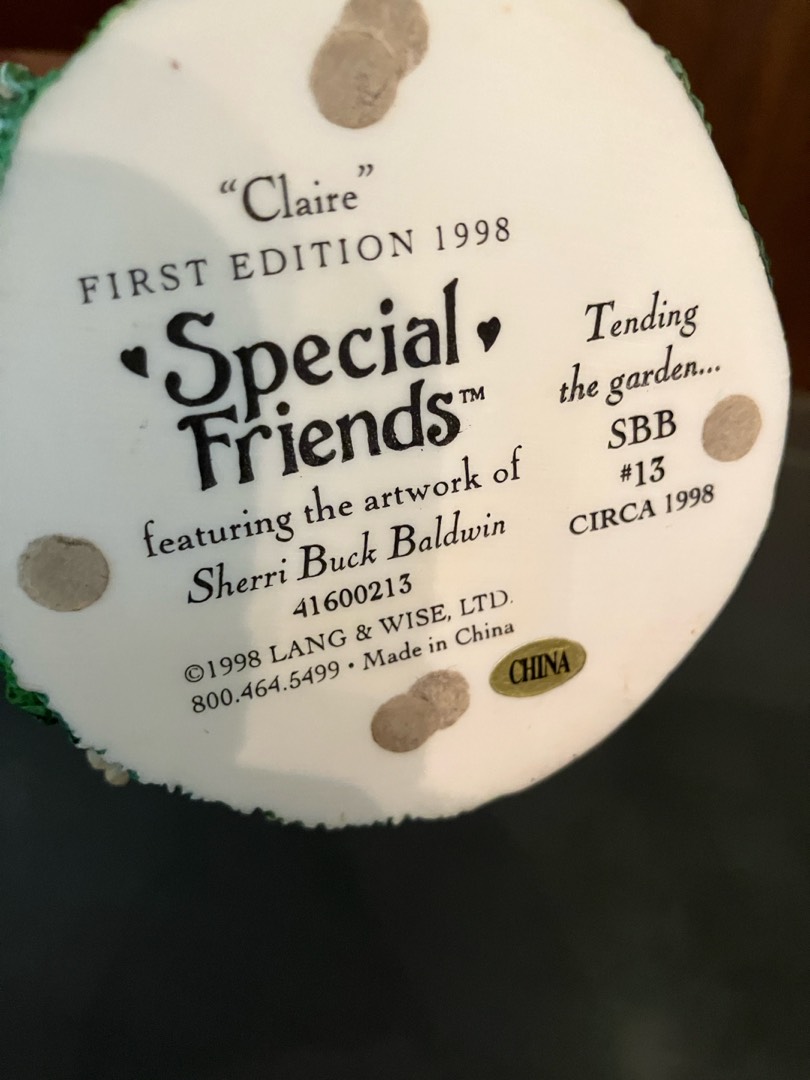 “Claire”
FIRST EDITION 1998
Special
Friends™
featuring the artwork of
Sherri Buck Baldwin
41600213
©1998 LANG & WISE, LTD.
800.464.5499 • Made in China
Tending
the garden...
SBB
#13
CIRCA 1998
CHINA